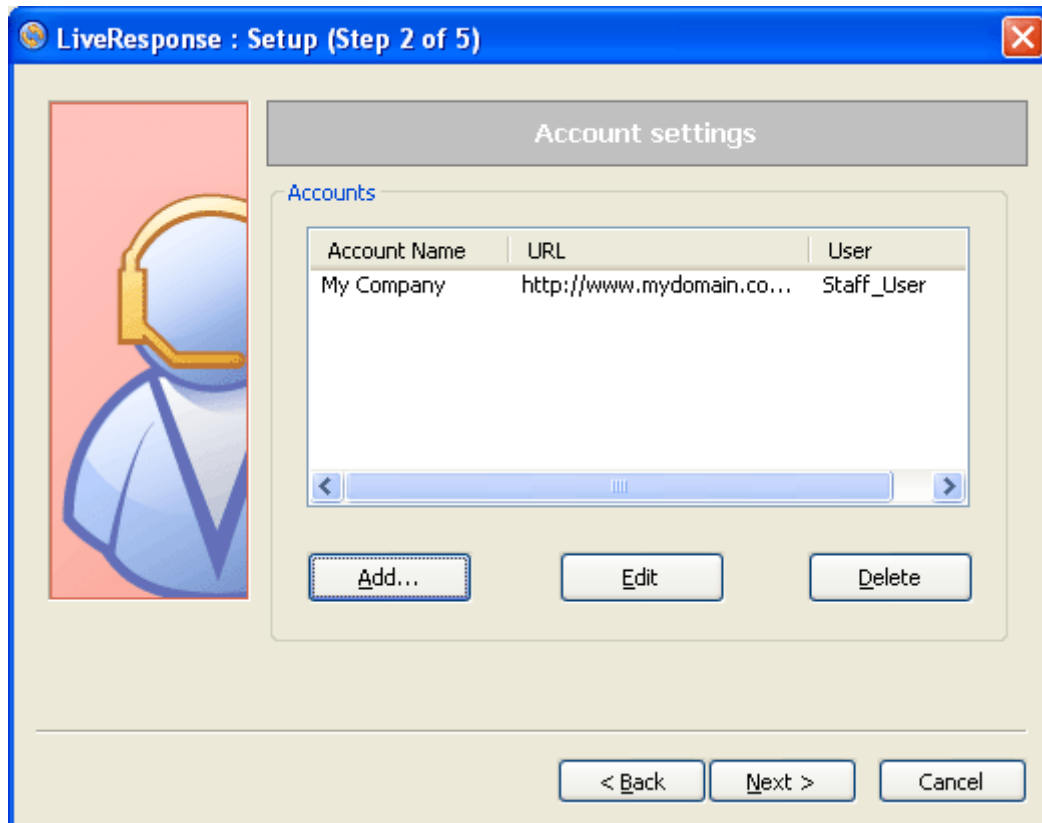 LiveResponse : Setup (Step 2 of 5)
Account settings
Accounts
Account Name URL User
My Company http://www.mydomain.co... Staff_User
Add... Edit Delete
< Back Next > Cancel